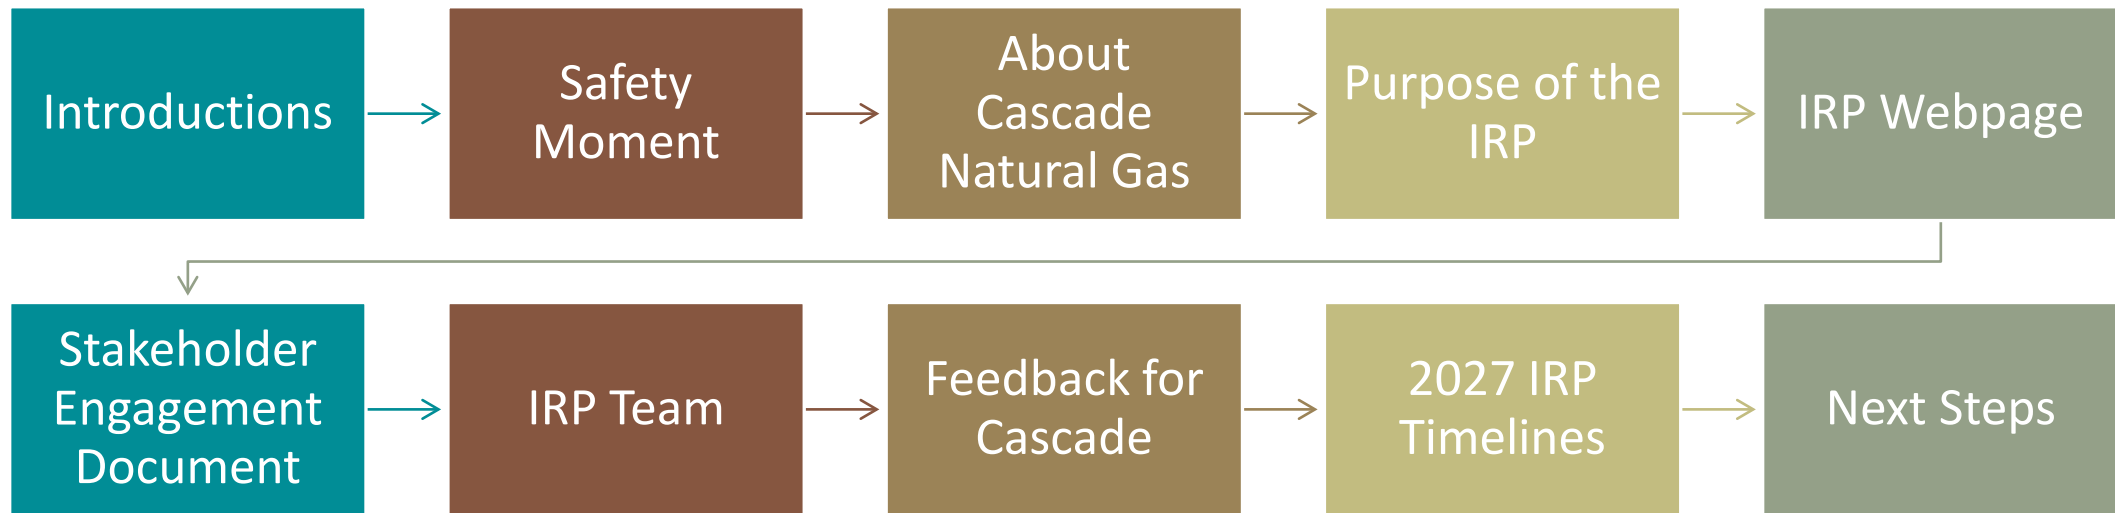 Introductions
Safety
Moment
About
Cascade
Natural Gas
Purpose of the
IRP
IRP Webpage
Stakeholder
Engagement
Document
IRP Team
Feedback for
Cascade
2027 IRP
Timelines
Next Steps